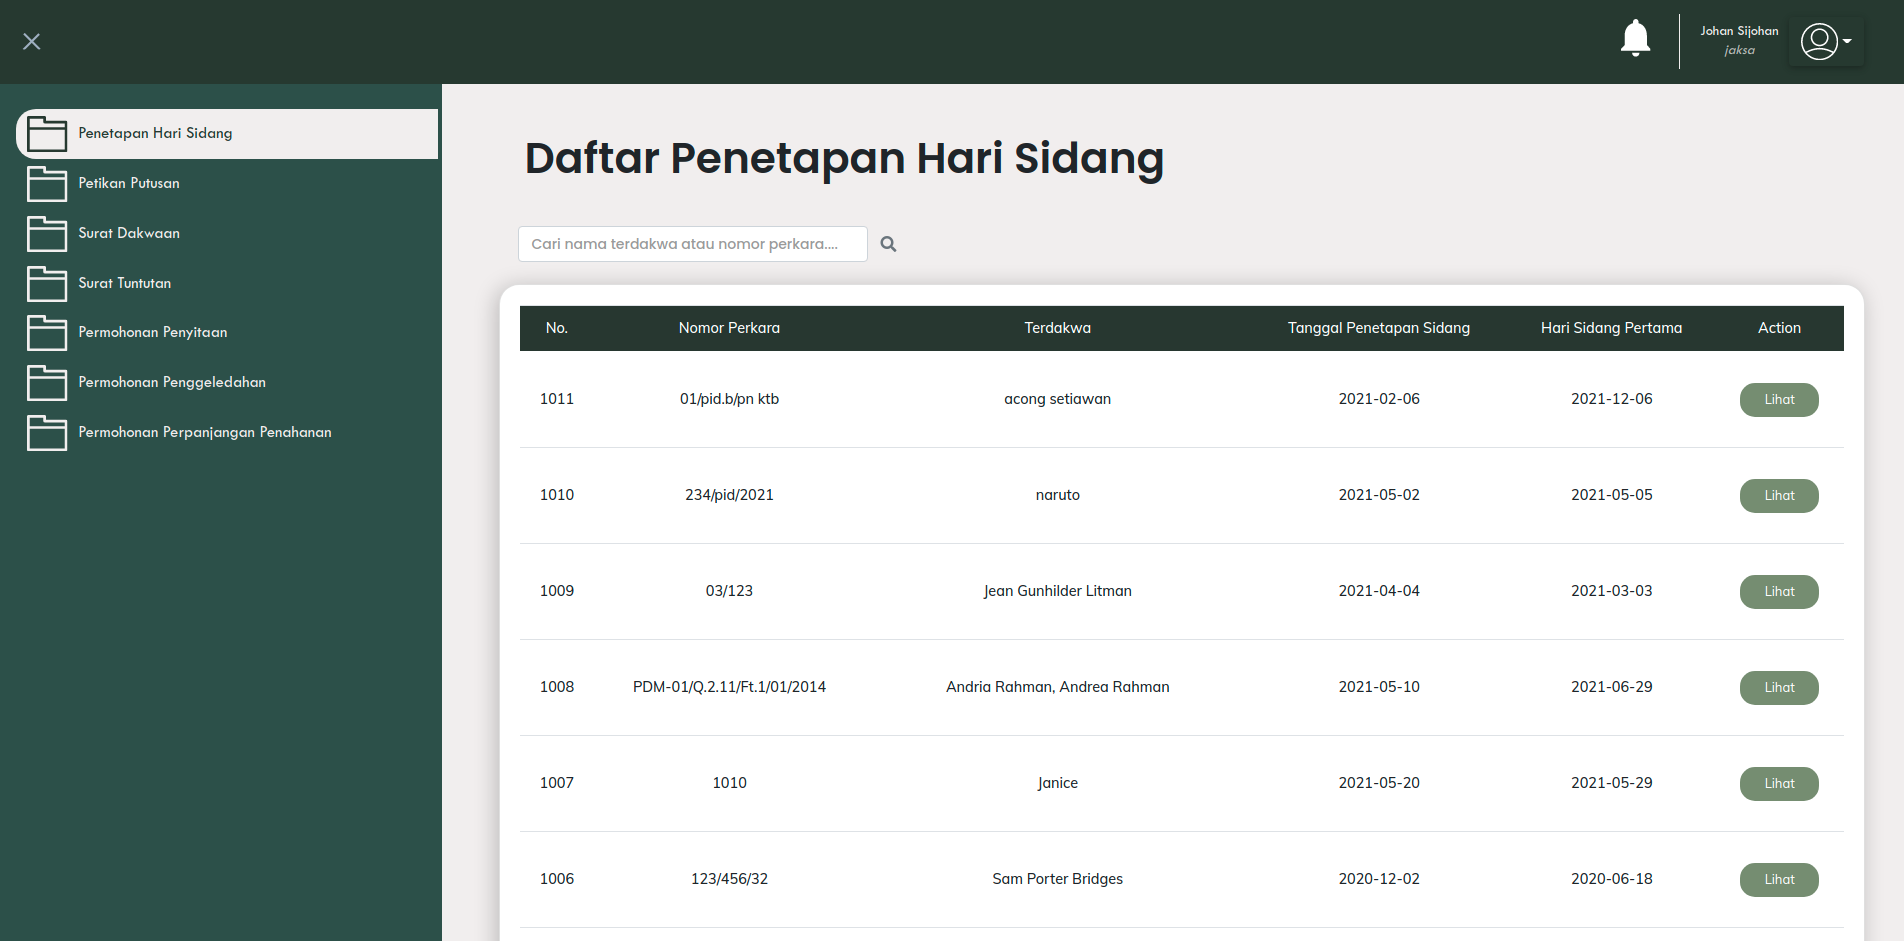 Johan Sijohan
jaksa
Penetapan Hari Sidang
Petikan Putusan
Surat Dakwaan
Surat Tuntutan
Permohonan Penyitaan
Permohonan Penggeledahan
Permohonan Perpanjangan Penahanan
Daftar Penetapan Hari Sidang
Cari nama terdakwa atau nomor perkara....
No. Nomor Perkara Terdakwa Tanggal Penetapan Sidang Hari Sidang Pertama Action
1011 01/pid.b/pn ktb acong setiawan 2021-02-06 2021-12-06 Lihat
1010 234/pid/2021 naruto 2021-05-02 2021-05-05 Lihat
1009 03/123 Jean Gunhilder Litman 2021-04-04 2021-03-03 Lihat
1008 PDM-01/Q.2.11/Ft.1/01/2014 Andria Rahman, Andrea Rahman 2021-05-10 2021-06-29 Lihat
1007 1010 Janice 2021-05-20 2021-05-29 Lihat
1006 123/456/32 Sam Porter Bridges 2020-12-02 2020-06-18 Lihat